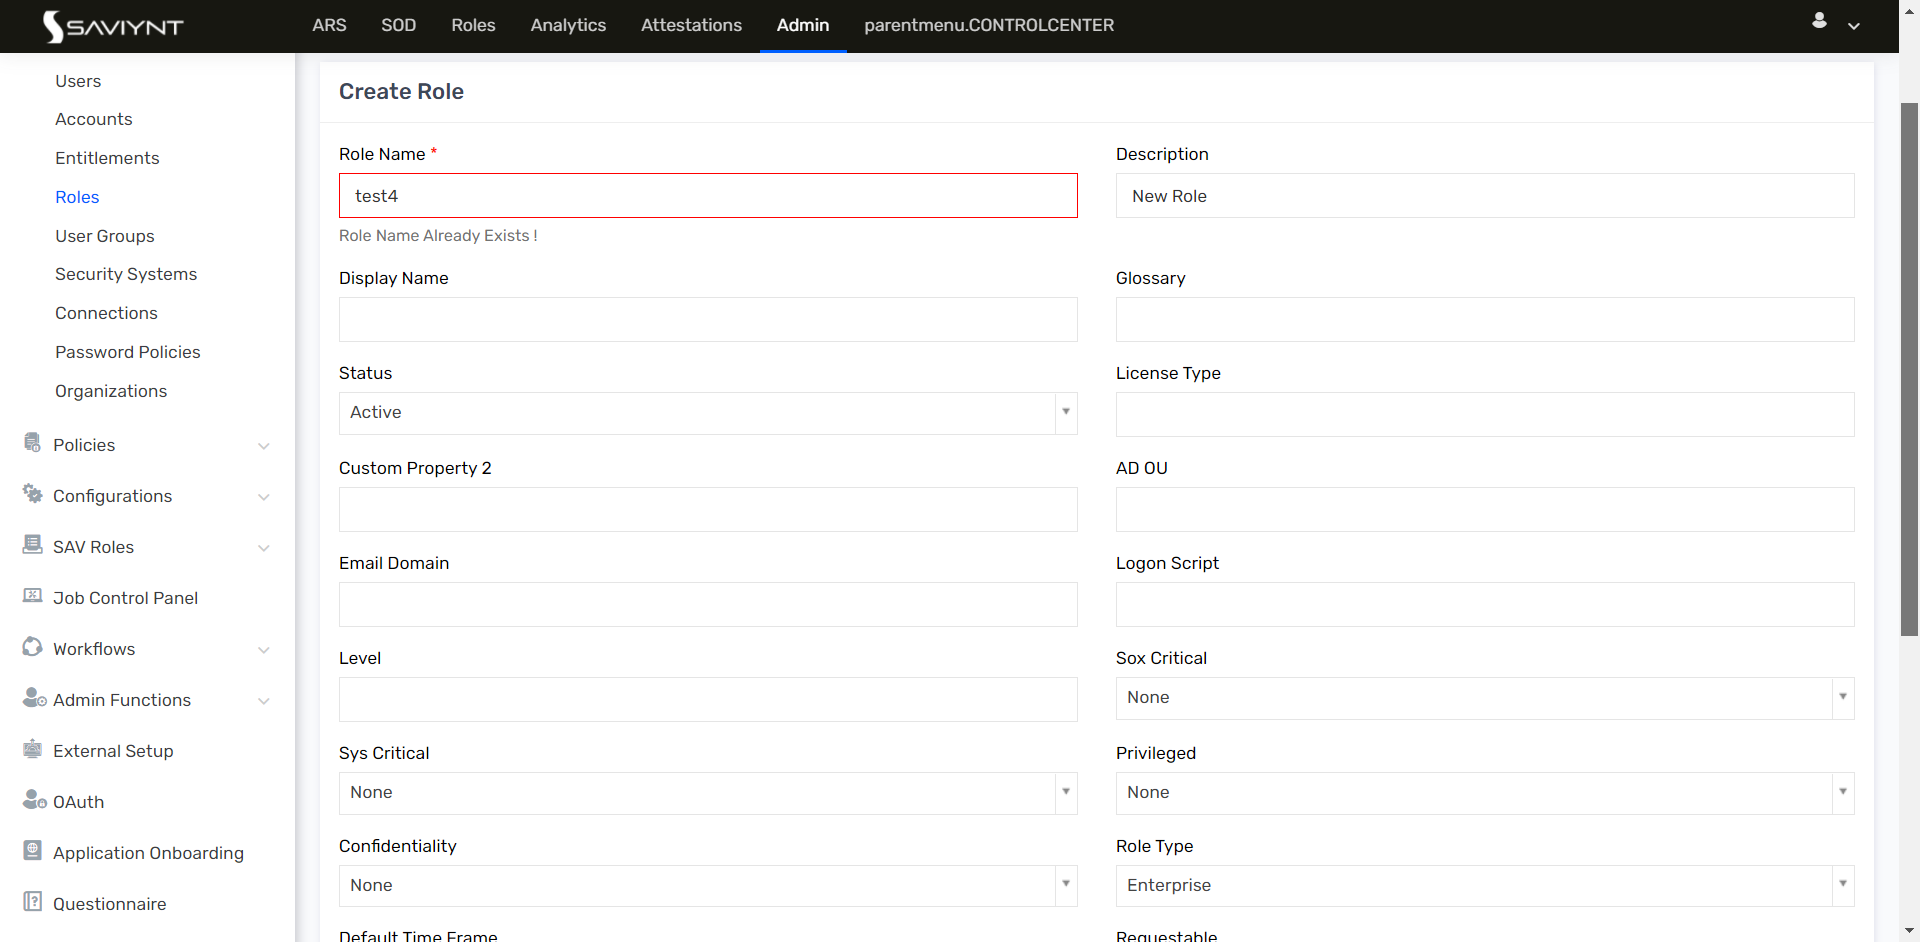 SAVIYNT
ARS SOD Roles Analytics Attestations Admin parentmenu.CONTROLCENTER
Users
Accounts
Entitlements
Roles
User Groups
Security Systems
Connections
Password Policies
Organizations
Policies
Configurations
SAV Roles
Job Control Panel
Workflows
Admin Functions
External Setup
OAuth
Application Onboarding
Questionnaire
Create Role
Role Name * Description
test4 New Role
Role Name Already Exists !
Display Name Glossary
Status License Type
Active
Custom Property 2 AD OU
Email Domain Logon Script
Level Sox Critical
None
Sys Critical Privileged
None None
Confidentiality Role Type
None Enterprise
Default Time Frame Requestable